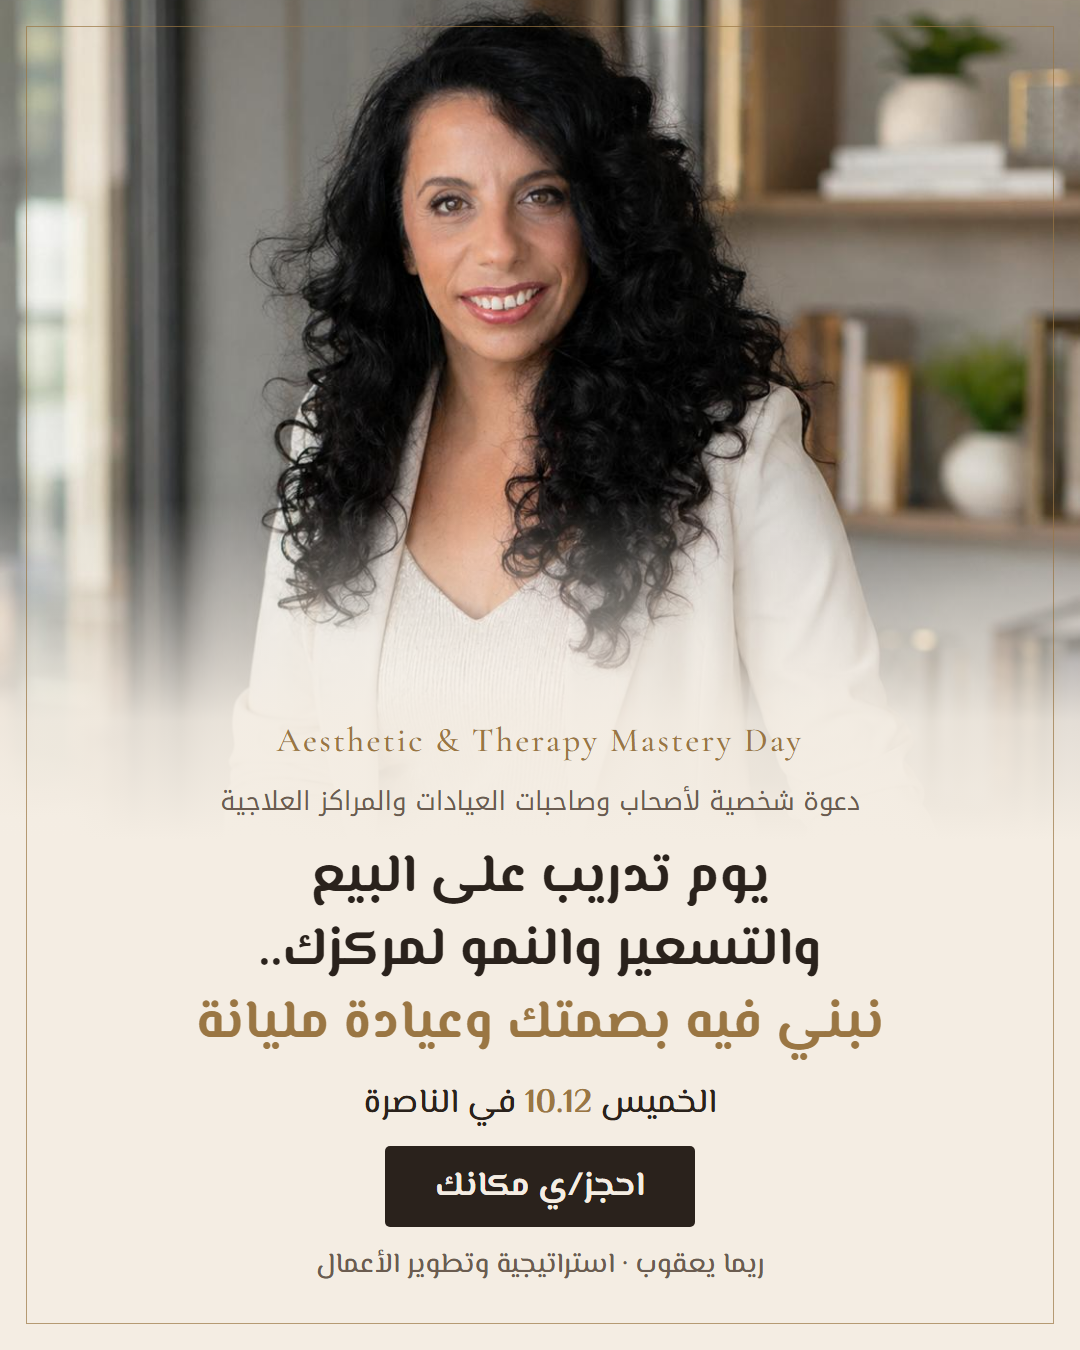 Aesthetic & Therapy Mastery Day
دعوة شخصية لأصحاب وصاحبات العيادات والمراكز العلاجية
يوم تدريب على البيع
والتسعير والنمو لمركزك..
نبني فيه بصمتك وعيادة مليانة
الخميس 10.12 في الناصرة
احجز/ي مكانك
ريما يعقوب · استراتيجية وتطوير الأعمال